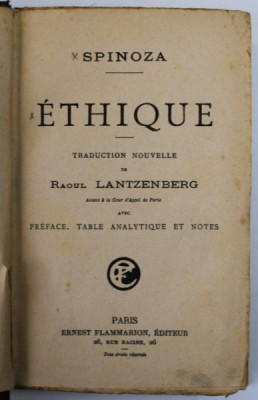 SPINOZA
ÉTHIQUE
TRADUCTION NOUVELLE
DE
RAOUL LANTZENBERG
Avocat à la Cour d'Appel de Paris
AVEC
PRÉFACE, TABLE ANALYTIQUE ET NOTES
PARIS
ERNEST FLAMMARION, ÉDITEUR
26, RUE RACINE, 26
Tous droits réservés